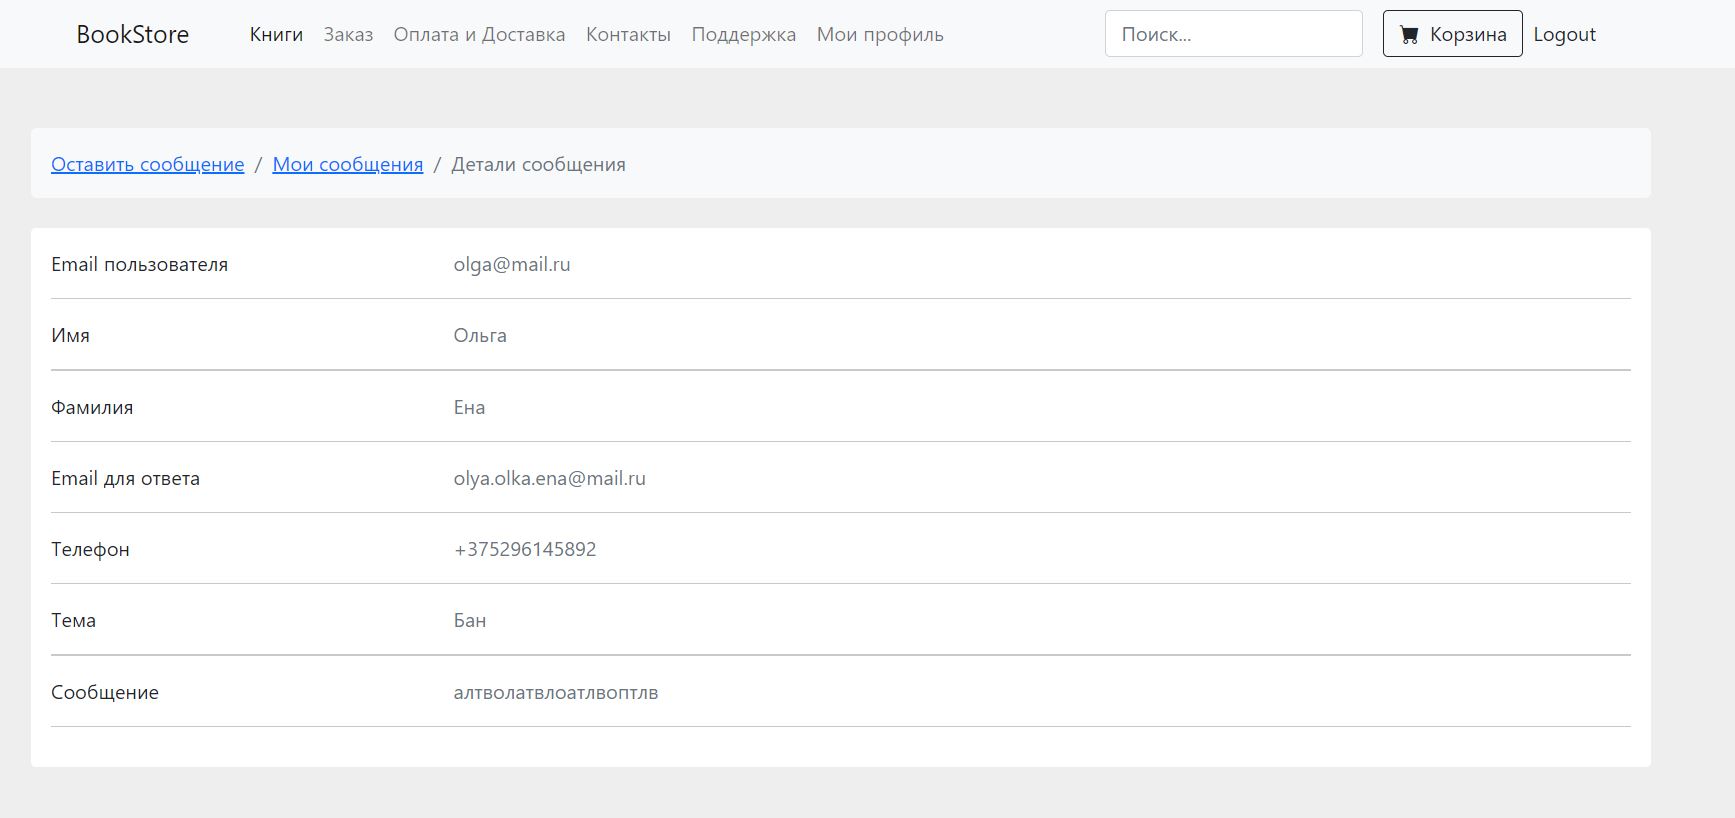 BookStore Книги Заказ Оплата и Доставка Контакты Поддержка Мои профиль Поиск... Корзина Logout
Оставить сообщение / Мои сообщения / Детали сообщения
Email пользователя olga@mail.ru
Имя Ольга
Фамилия Ена
Email для ответа olya.olka.ena@mail.ru
Телефон +375296145892
Тема Бан
Сообщение алтволатвлоатлвоптлв